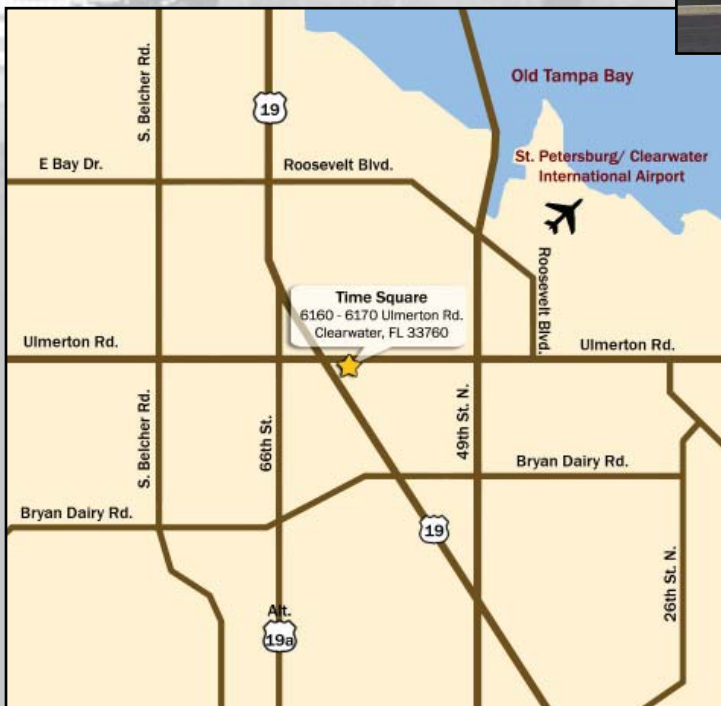 Old Tampa Bay
S. Belcher Rd.
19
E Bay Dr.
Roosevelt Blvd.
St. Petersburg/ Clearwater
International Airport
Roosevelt Blvd.
Time Square
6160 - 6170 Ulmerton Rd.
Clearwater, FL 33760
Ulmerton Rd.
Ulmerton Rd.
S. Belcher Rd.
66th St.
49th St. N.
Bryan Dairy Rd.
Bryan Dairy Rd.
19
26th St. N.
Alt.
19a